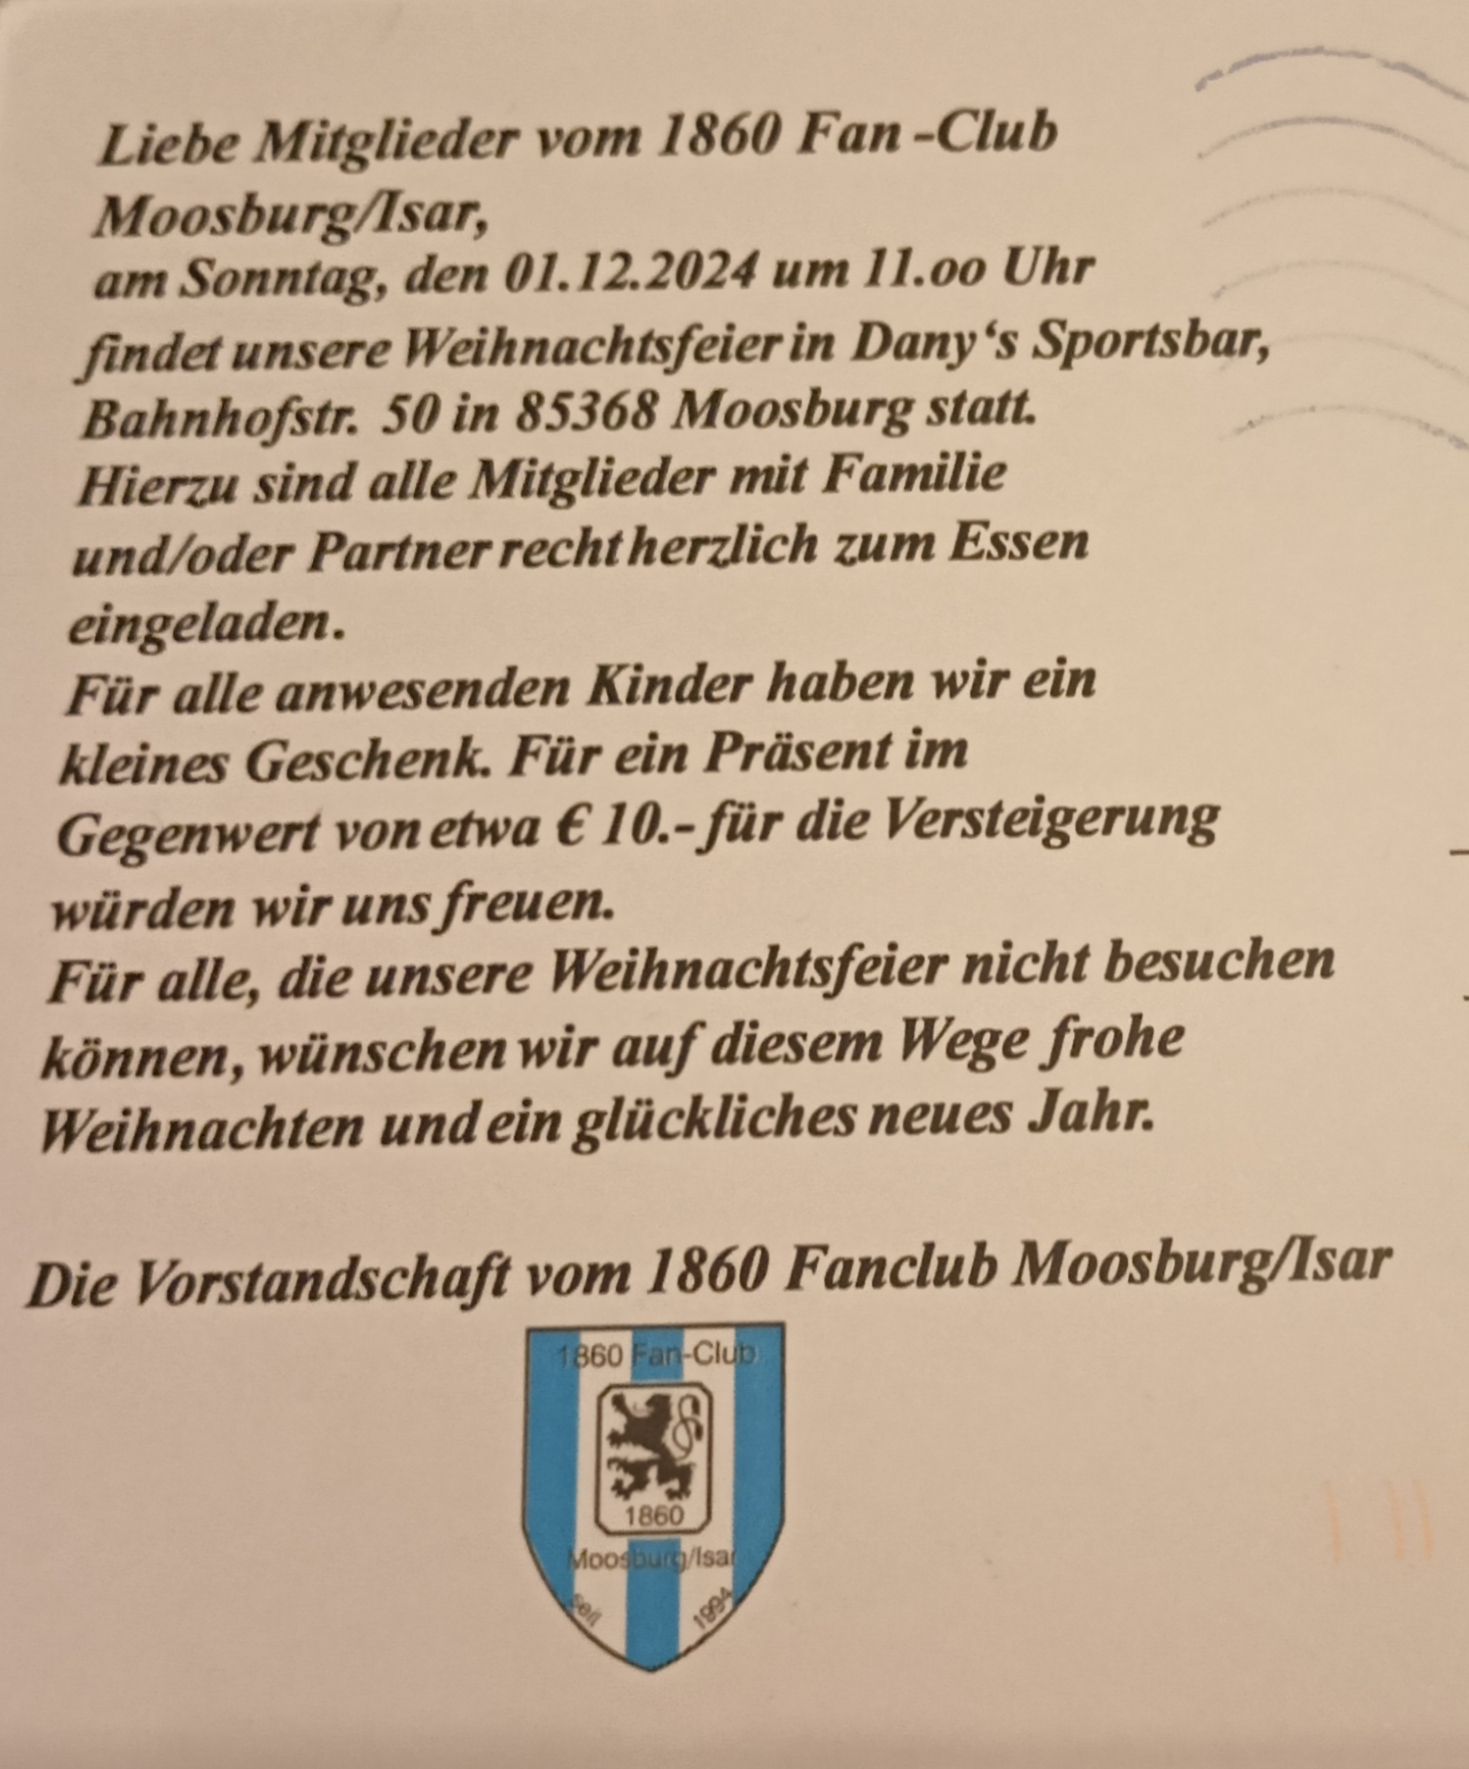 Liebe Mitglieder vom 1860 Fan-Club
Moosburg/Isar,
am Sonntag, den 01.12.2024 um 11.oo Uhr
findet unsere Weihnachtsfeier in Dany‘s Sportsbar,
Bahnhofstr. 50 in 85368 Moosburg statt.
Hierzu sind alle Mitglieder mit Familie
und/oder Partner recht herzlich zum Essen
eingeladen.
Für alle anwesenden Kinder haben wir ein
kleines Geschenk. Für ein Präsent im
Gegenwert von etwa € 10.- für die Versteigerung
würden wir uns freuen.
Für alle, die unsere Weihnachtsfeier nicht besuchen
können, wünschen wir auf diesem Wege frohe
Weihnachten und ein glückliches neues Jahr.
Die Vorstandschaft vom 1860 Fanclub Moosburg/Isar
1860 Fan-Club
1860
Moosburg/Isar
seit 1994